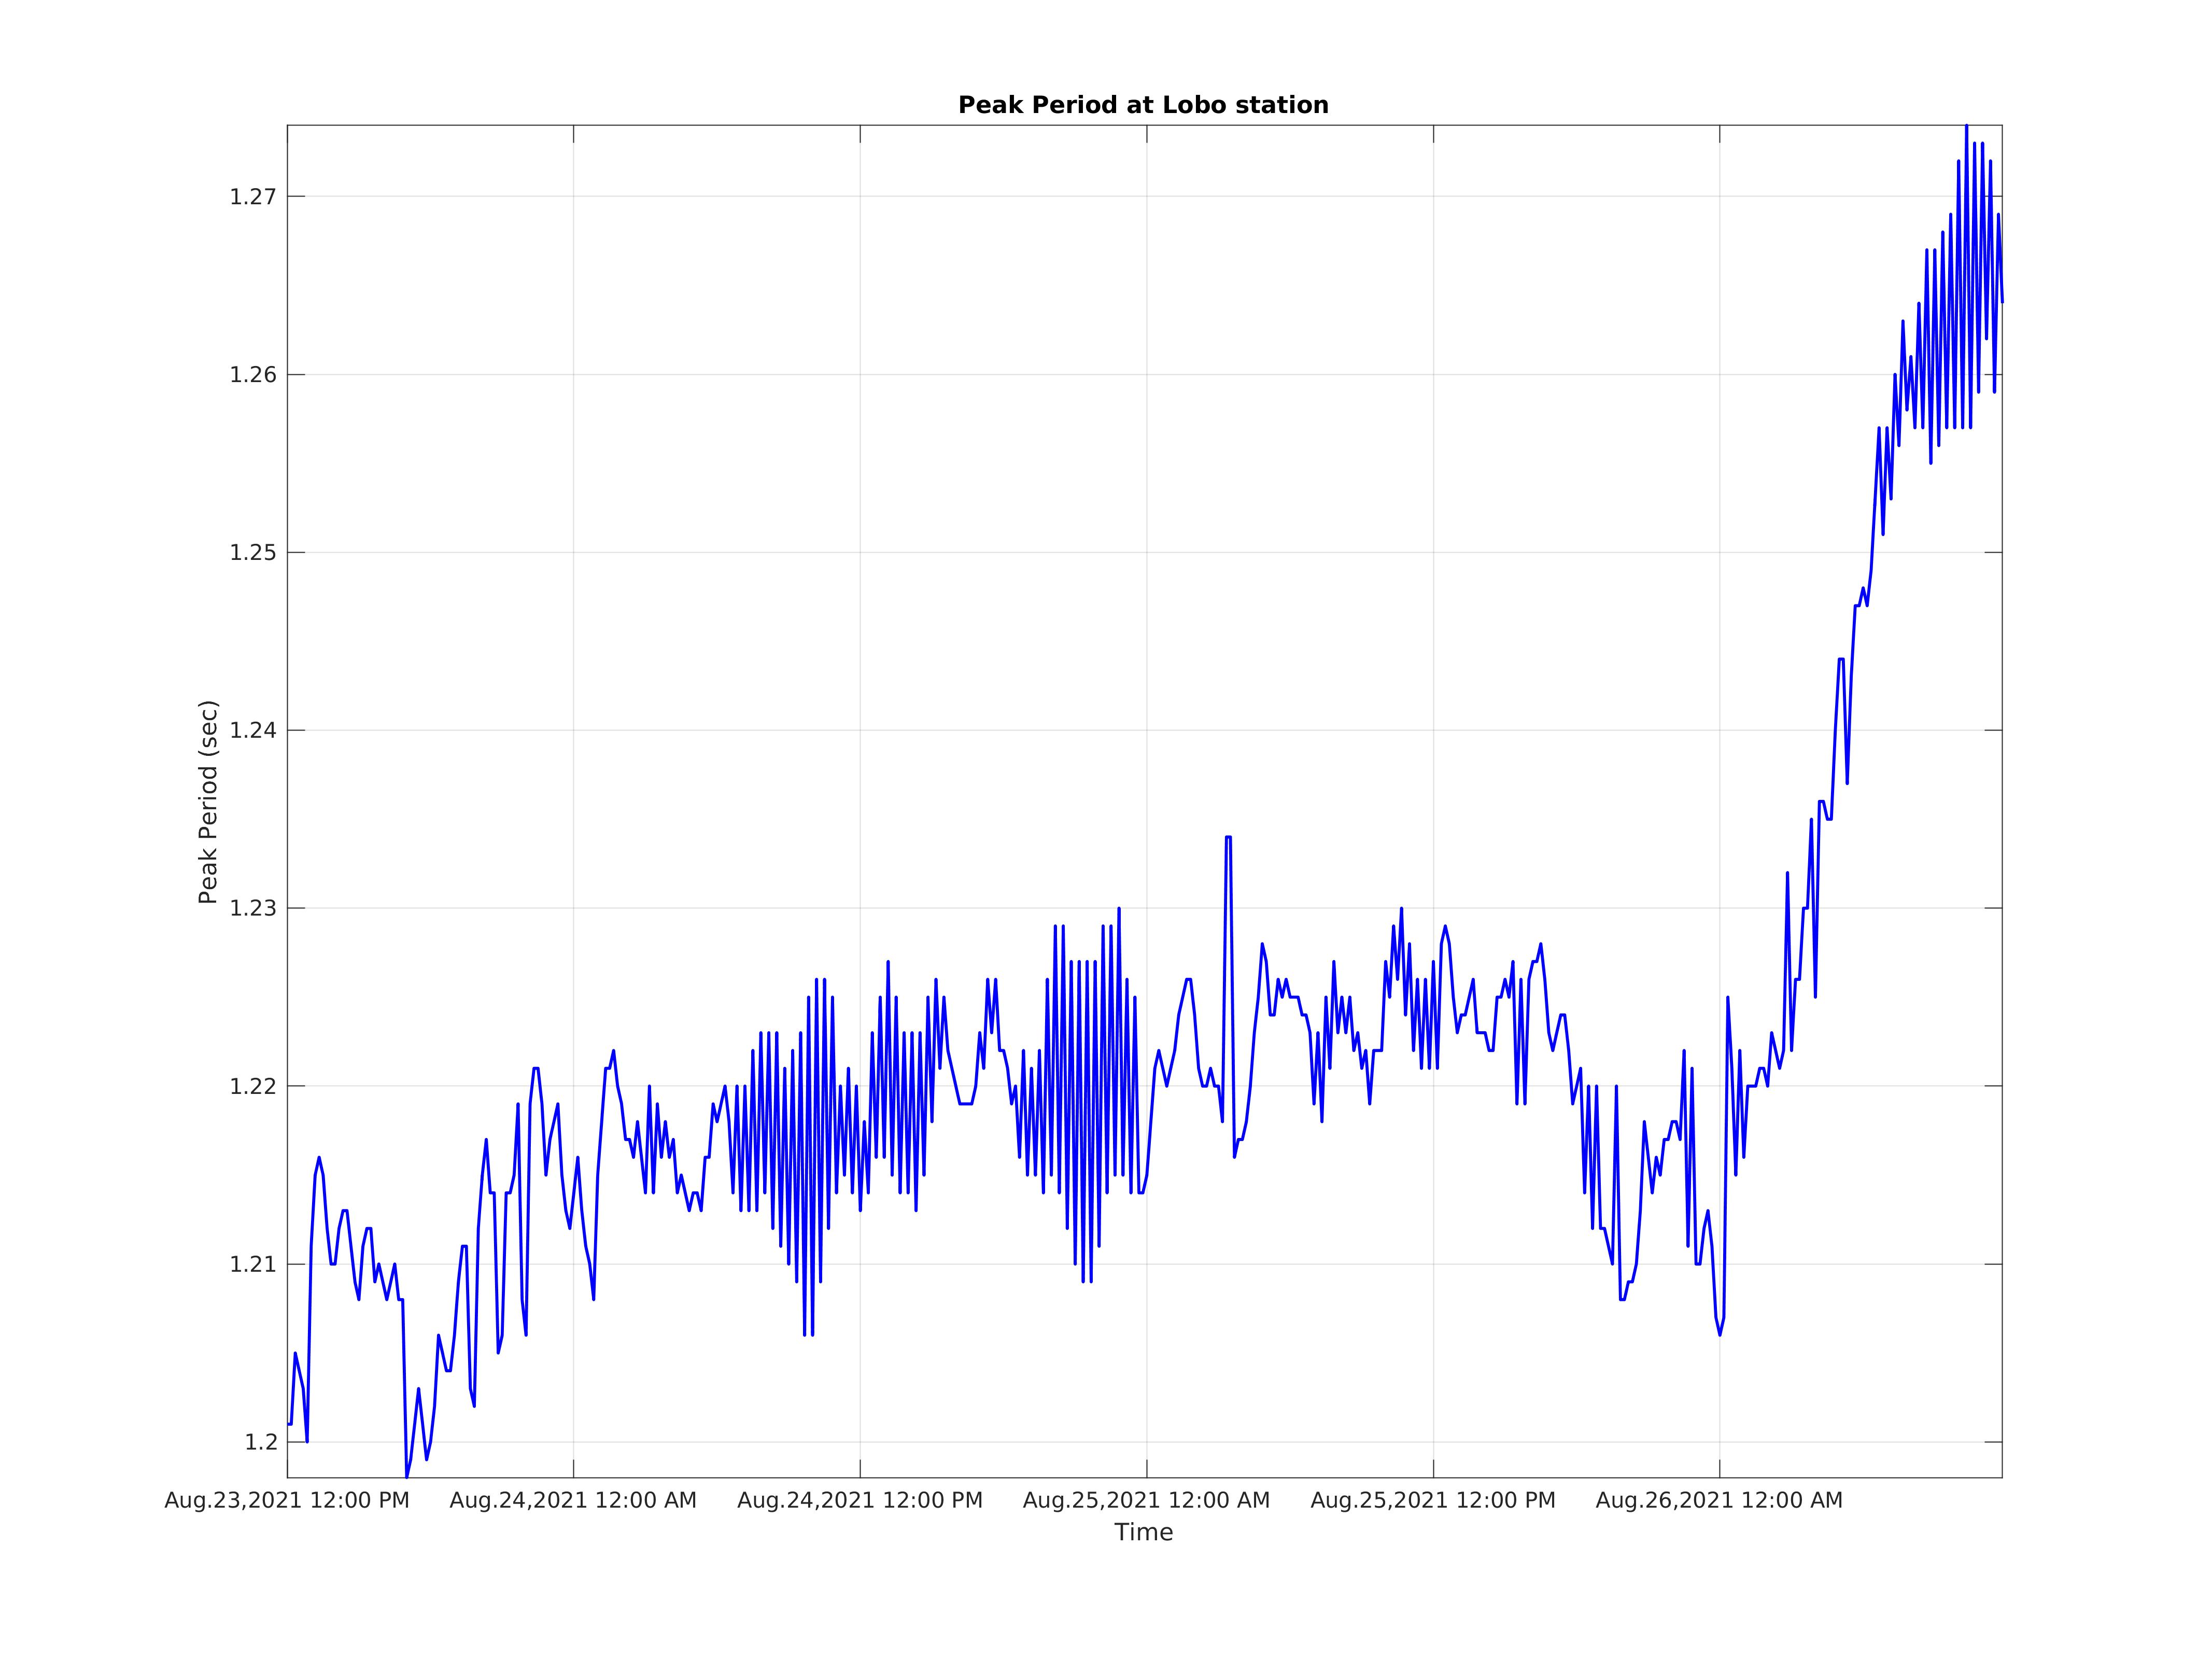 Peak Period at Lobo station
Peak Period (sec)
1.27
1.26
1.25
1.24
1.23
1.22
1.21
1.2
Aug.23,2021 12:00 PM Aug.24,2021 12:00 AM Aug.24,2021 12:00 PM Aug.25,2021 12:00 AM Aug.25,2021 12:00 PM Aug.26,2021 12:00 AM
Time